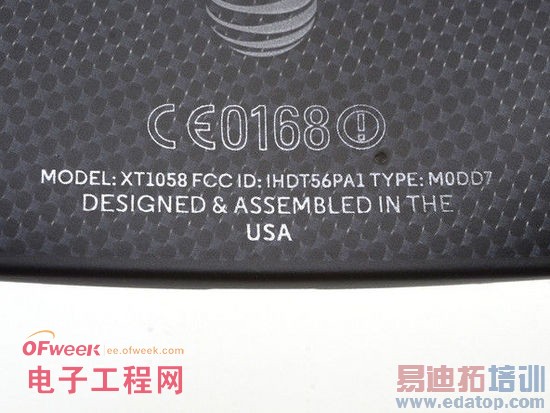 CE0168
MODEL: XT1058 FCC ID: IHDT56PA1 TYPE: M0DD7
DESIGNED & ASSEMBLED IN THE
USA
OFweek ee.ofweek.com
电子工程网
易迪拓培训
www.edatop.com